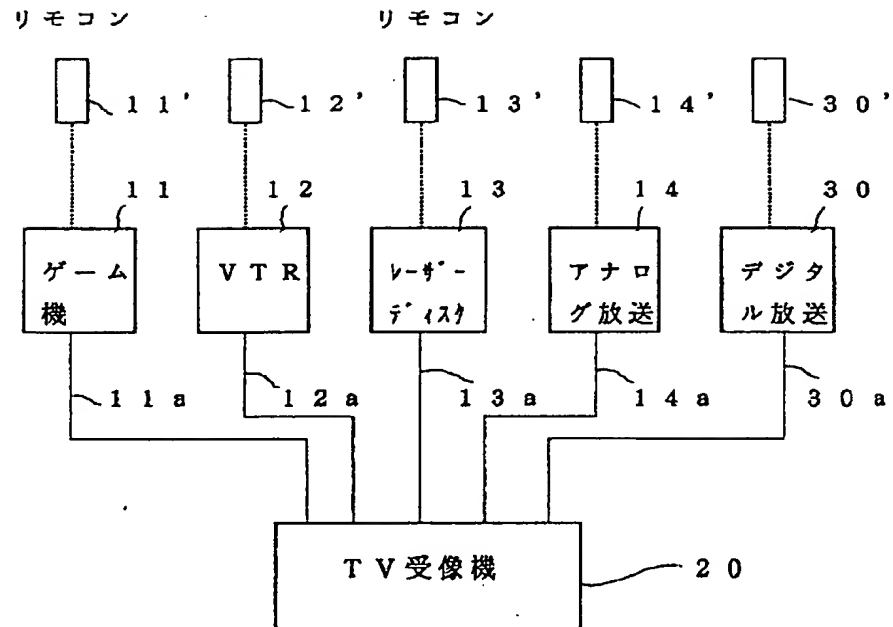 リモコン リモコン
11' 12' 13' 14' 30'
11 12 13 14 30
ゲーム機 VTR レーザーディスク アナログ放送 デジタル放送
11a 12a 13a 14a 30a
TV受像機 20